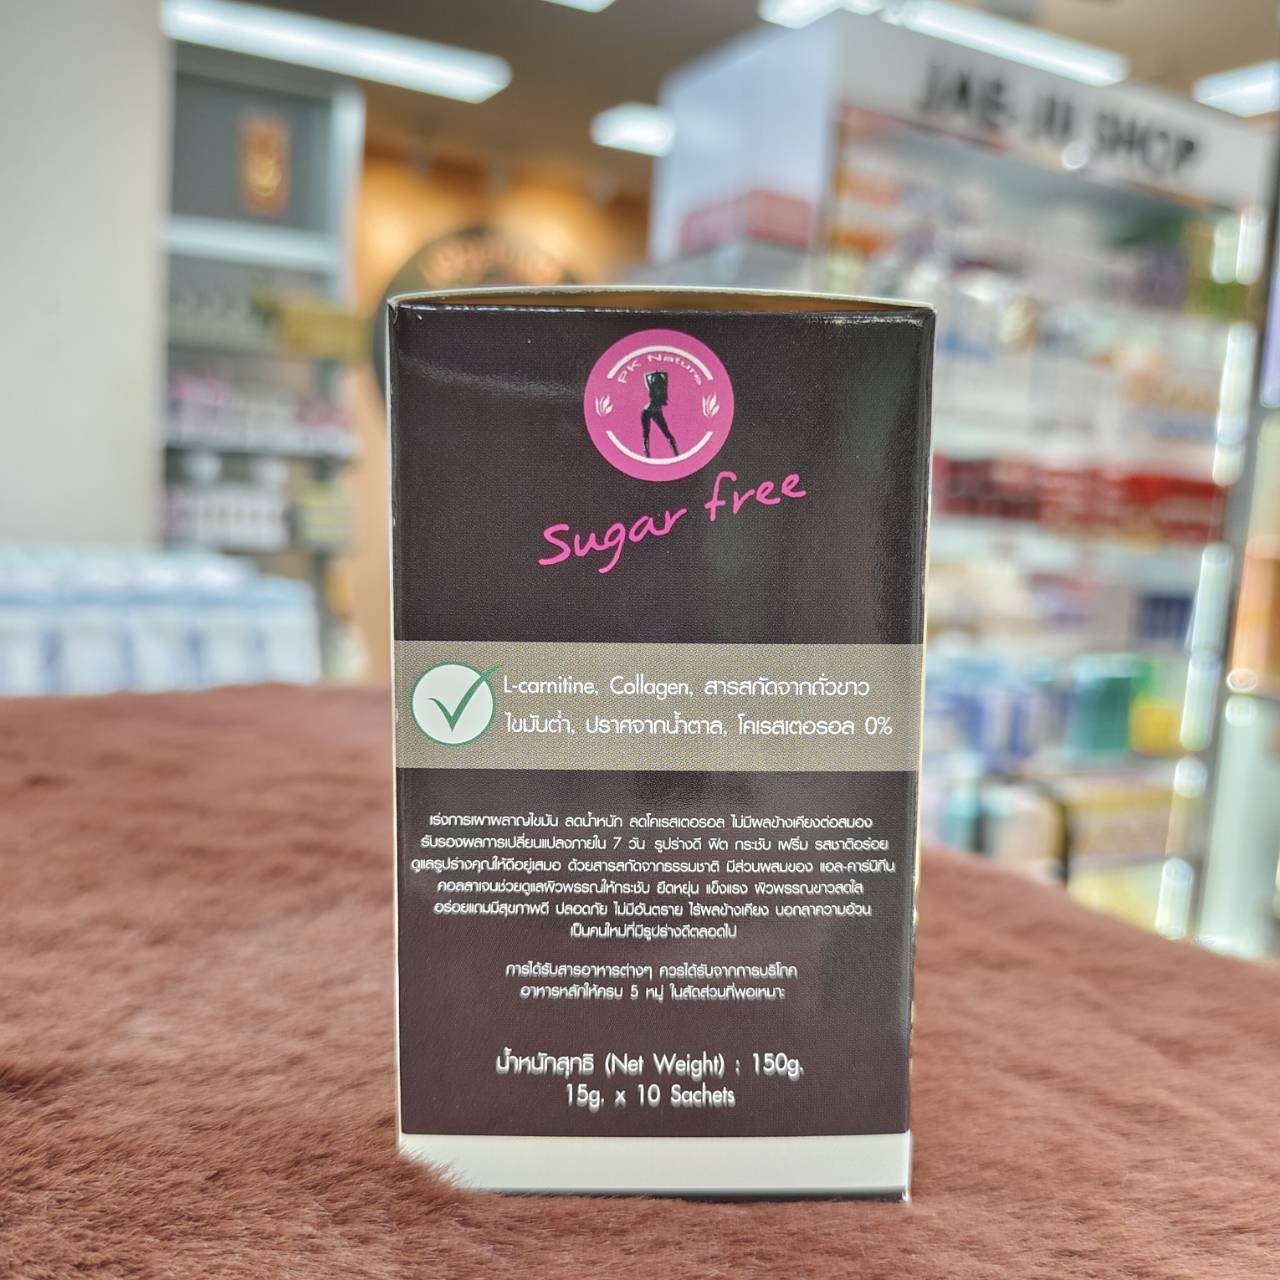 JAE-JU SHOP
PK Nature
Sugar free
L-carnitine, Collagen, สารสกัดจากถั่วขาว
ไขมันต่ำ, ปราศจากน้ำตาล, โคเรสเตอรอล 0%
เร่งการเผาผลาญไขมัน ลดน้ำหนัก ลดโคเรสเตอรอล ไม่มีผลข้างเคียงต่อสมอง
รับรองผลการเปลี่ยนแปลงภายใน 7 วัน รูปร่างดี ฟิต กระชับ เฟริ์ม รสชาติอร่อย
ดูแลรูปร่างคุณให้ดีอยู่เสมอ ด้วยสารสกัดจากธรรมชาติ มีส่วนผสมของ แอล-คาร์นิทีน
คอลลาเจนช่วยดูแลผิวพรรณให้กระชับ ยืดหยุ่น แข็งแรง ผิวพรรณขาวสดใส
อร่อยแถมมีสุขภาพดี ปลอดภัย ไม่มีอันตราย ไร้ผลข้างเคียง บอกลาความอ้วน
เป็นคนใหม่ที่มีรูปร่างดีตลอดไป
การได้รับสารอาหารต่างๆ ควรได้รับจากการบริโภค
อาหารหลักให้ครบ 5 หมู่ ในสัดส่วนที่พอเหมาะ
น้ำหนักสุทธิ (Net Weight) : 150g.
15g. x 10 Sachets